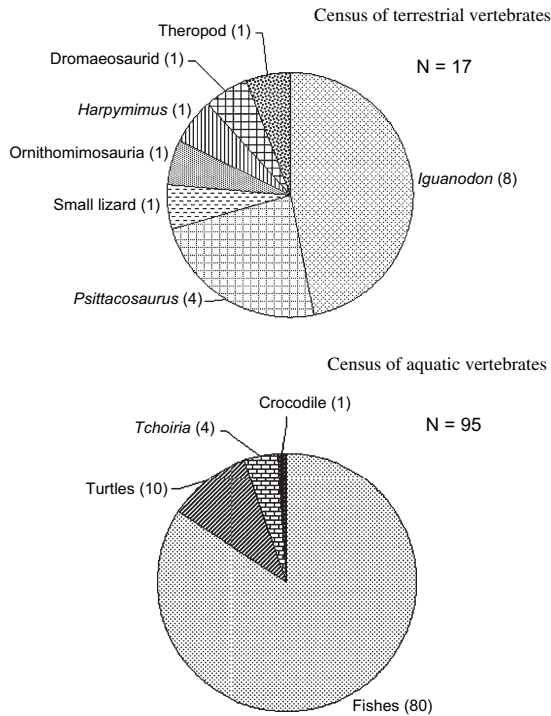 Census of terrestrial vertebrates
N = 17
Theropod (1)
Dromaeosaurid (1)
Harpymimus (1)
Ornithomimosauria (1)
Small lizard (1)
Psittacosaurus (4)
Iguanodon (8)
Census of aquatic vertebrates
N = 95
Crocodile (1)
Tchoiria (4)
Turtles (10)
Fishes (80)